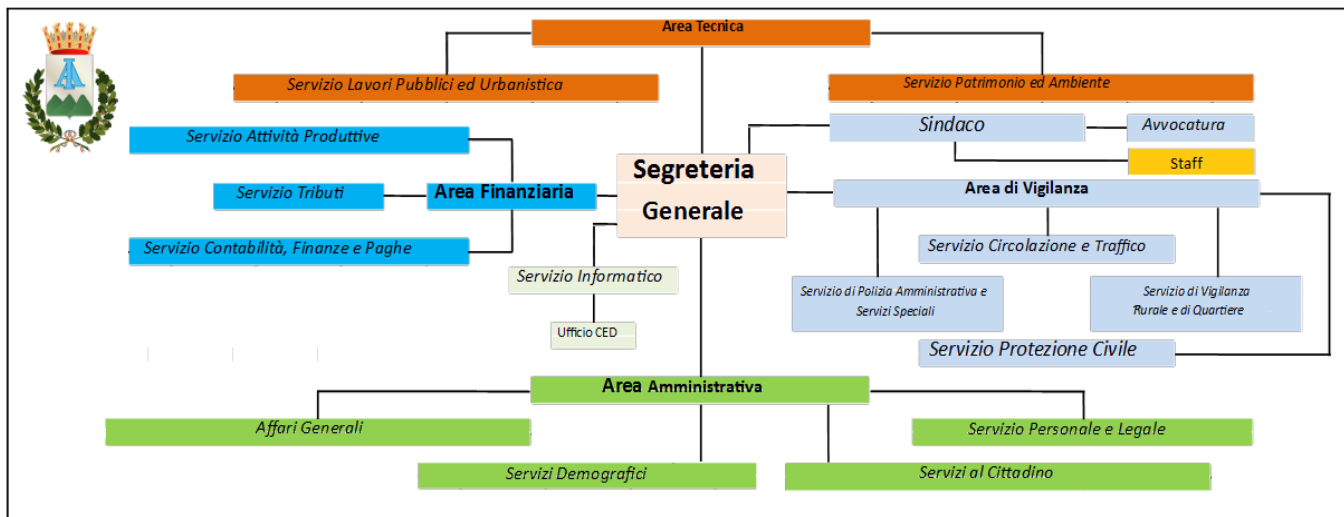 Area Tecnica
Servizio Lavori Pubblici ed Urbanistica
Servizio Patrimonio ed Ambiente
Sindaco
Avvocatura
Staff
Servizio Attività Produttive
Segreteria
Generale
Servizio Tributi
Area Finanziaria
Area di Vigilanza
Servizio Contabilità, Finanze e Paghe
Servizio Circolazione e Traffico
Servizio Informatico
Servizio di Polizia Amministrativa e
Servizi Speciali
Servizio di Vigilanza
Rurale e di Quartiere
Ufficio CED
Servizio Protezione Civile
Area Amministrativa
Affari Generali
Servizio Personale e Legale
Servizi Demografici
Servizi al Cittadino